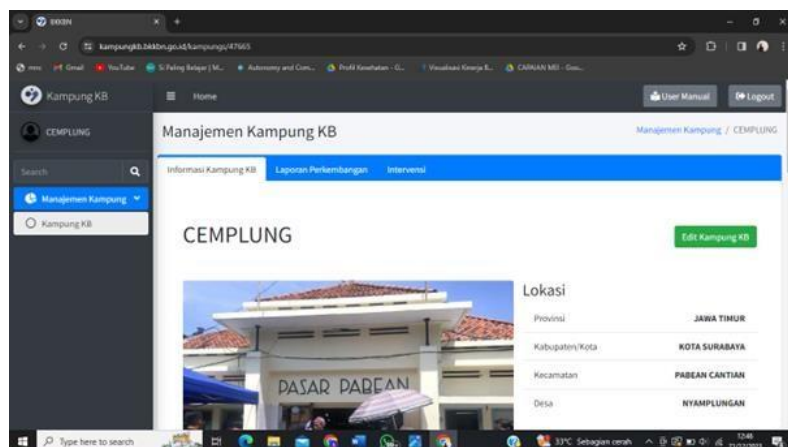 BKKBN
kampungkb.bkkbn.go.id/kampungs/47665
Gmail
YouTube
Kampung KB
Home
User Manual
Logout
CEMPLUNG
Manajemen Kampung KB
Manajemen Kampung / CEMPLUNG
Search
Informasi Kampung KB
Laporan Perkembangan
Intervensi
Manajemen Kampung
Kampung KB
CEMPLUNG
Edit Kampung KB
Lokasi
Provinsi JAWA TIMUR
Kabupaten/Kota KOTA SURABAYA
Kecamatan PABEAN CANTIAN
Desa NYAMPLUNGAN
PASAR PABEAN
Type here to search
33°C Sebagian cerah
12:46